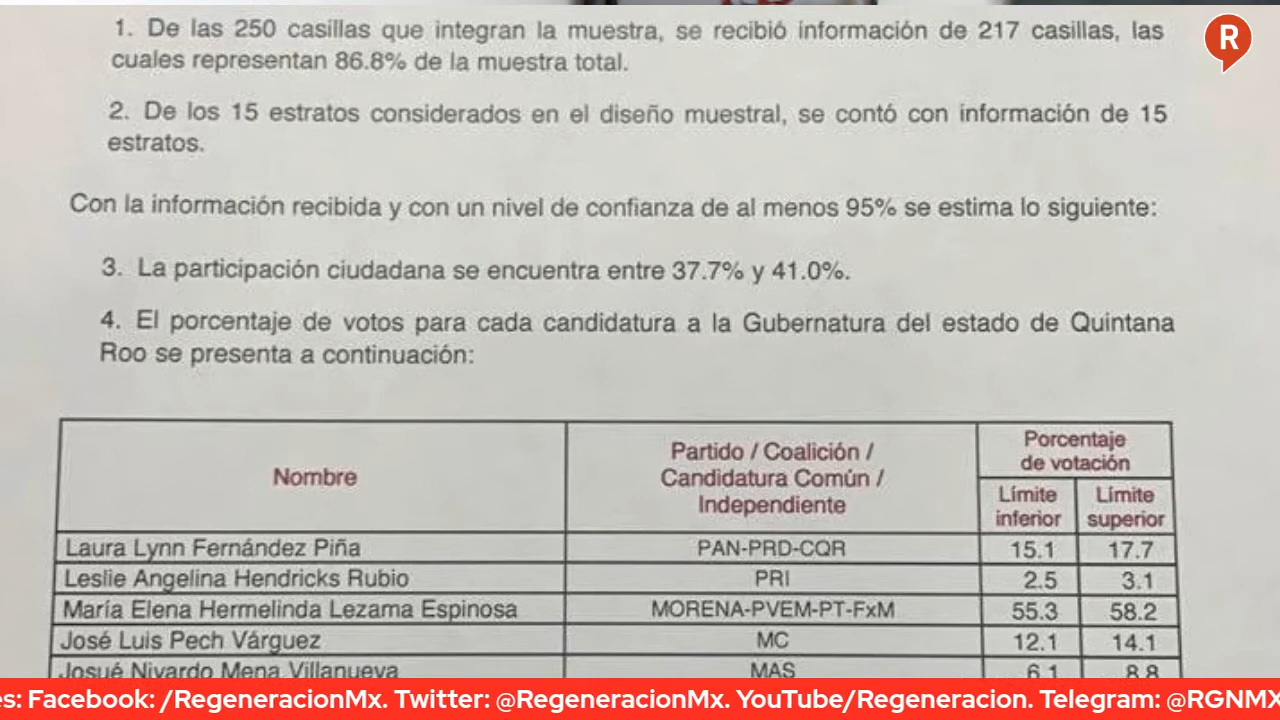 1. De las 250 casillas que integran la muestra, se recibió información de 217 casillas, las
cuales representan 86.8% de la muestra total.
2. De los 15 estratos considerados en el diseño muestral, se contó con información de 15
estratos.
Con la información recibida y con un nivel de confianza de al menos 95% se estima lo siguiente:
3. La participación ciudadana se encuentra entre 37.7% y 41.0%.
4. El porcentaje de votos para cada candidatura a la Gubernatura del estado de Quintana
Roo se presenta a continuación:
Nombre
Partido / Coalición /
Candidatura Común /
Independiente
Porcentaje
de votación
Límite
inferior
Límite
superior
Laura Lynn Fernández Piña PAN-PRD-CQR 15.1 17.7
Leslie Angelina Hendricks Rubio PRI 2.5 3.1
María Elena Hermelinda Lezama Espinosa MORENA-PVEM-PT-FxM 55.3 58.2
José Luis Pech Várguez MC 12.1 14.1
Josué Nivardo Mena Villanueva MAS 6.1 8.8
R
es: Facebook: /RegeneracionMx. Twitter: @RegeneracionMx. YouTube/Regeneracion. Telegram: @RGNMX